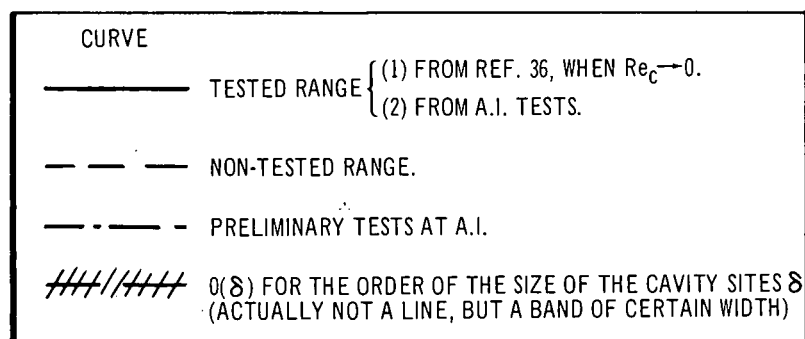 CURVE
TESTED RANGE { (1) FROM REF. 36, WHEN Re_C→0.
(2) FROM A.I. TESTS.
NON-TESTED RANGE.
PRELIMINARY TESTS AT A.I.
O(δ) FOR THE ORDER OF THE SIZE OF THE CAVITY SITES δ
(ACTUALLY NOT A LINE, BUT A BAND OF CERTAIN WIDTH)